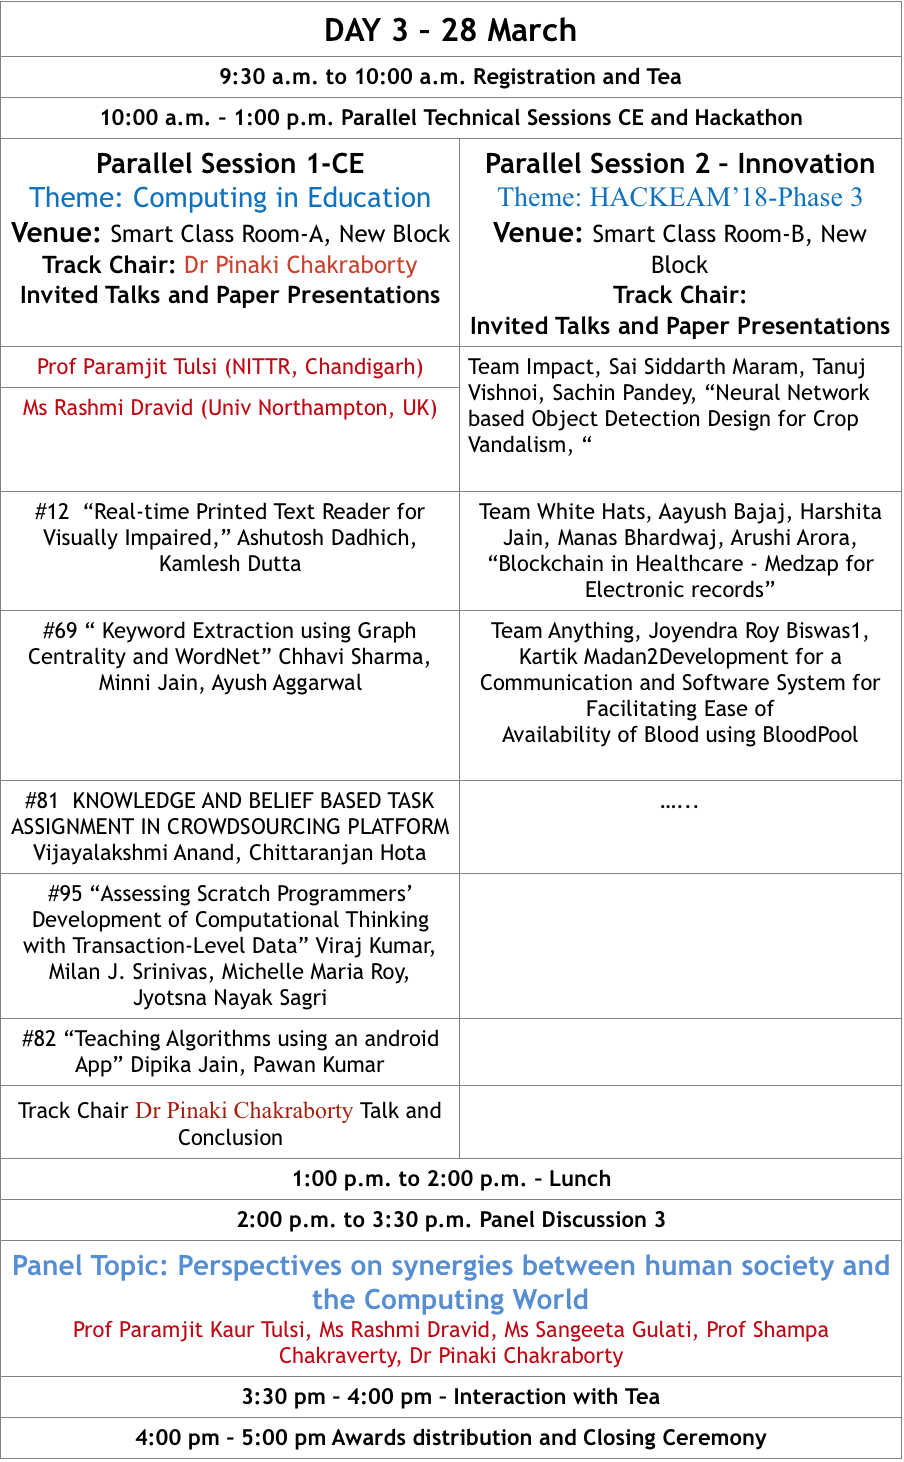 DAY 3 – 28 March
9:30 a.m. to 10:00 a.m. Registration and Tea
10:00 a.m. – 1:00 p.m. Parallel Technical Sessions CE and Hackathon
Parallel Session 1-CE
Theme: Computing in Education
Venue: Smart Class Room-A, New Block
Track Chair: Dr Pinaki Chakraborty
Invited Talks and Paper Presentations
Parallel Session 2 – Innovation
Theme: HACKEAM’18-Phase 3
Venue: Smart Class Room-B, New
Block
Track Chair:
Invited Talks and Paper Presentations
Prof Paramjit Tulsi (NITTR, Chandigarh)
Ms Rashmi Dravid (Univ Northampton, UK)
Team Impact, Sai Siddarth Maram, Tanuj
Vishnoi, Sachin Pandey, “Neural Network
based Object Detection Design for Crop
Vandalism, “
#12  “Real-time Printed Text Reader for
Visually Impaired,” Ashutosh Dadhich,
Kamlesh Dutta
Team White Hats, Aayush Bajaj, Harshita
Jain, Manas Bhardwaj, Arushi Arora,
“Blockchain in Healthcare - Medzap for
Electronic records”
#69 “ Keyword Extraction using Graph
Centrality and WordNet” Chhavi Sharma,
Minni Jain, Ayush Aggarwal
Team Anything, Joyendra Roy Biswas1,
Kartik Madan2Development for a
Communication and Software System for
Facilitating Ease of
Availability of Blood using BloodPool
#81  KNOWLEDGE AND BELIEF BASED TASK
ASSIGNMENT IN CROWDSOURCING PLATFORM
Vijayalakshmi Anand, Chittaranjan Hota
…...
#95 “Assessing Scratch Programmers’
Development of Computational Thinking
with Transaction-Level Data” Viraj Kumar,
Milan J. Srinivas, Michelle Maria Roy,
Jyotsna Nayak Sagri
#82 “Teaching Algorithms using an android
App” Dipika Jain, Pawan Kumar
Track Chair Dr Pinaki Chakraborty Talk and
Conclusion
1:00 p.m. to 2:00 p.m. – Lunch
2:00 p.m. to 3:30 p.m. Panel Discussion 3
Panel Topic: Perspectives on synergies between human society and
the Computing World
Prof Paramjit Kaur Tulsi, Ms Rashmi Dravid, Ms Sangeeta Gulati, Prof Shampa
Chakraverty, Dr Pinaki Chakraborty
3:30 pm – 4:00 pm – Interaction with Tea
4:00 pm – 5:00 pm Awards distribution and Closing Ceremony